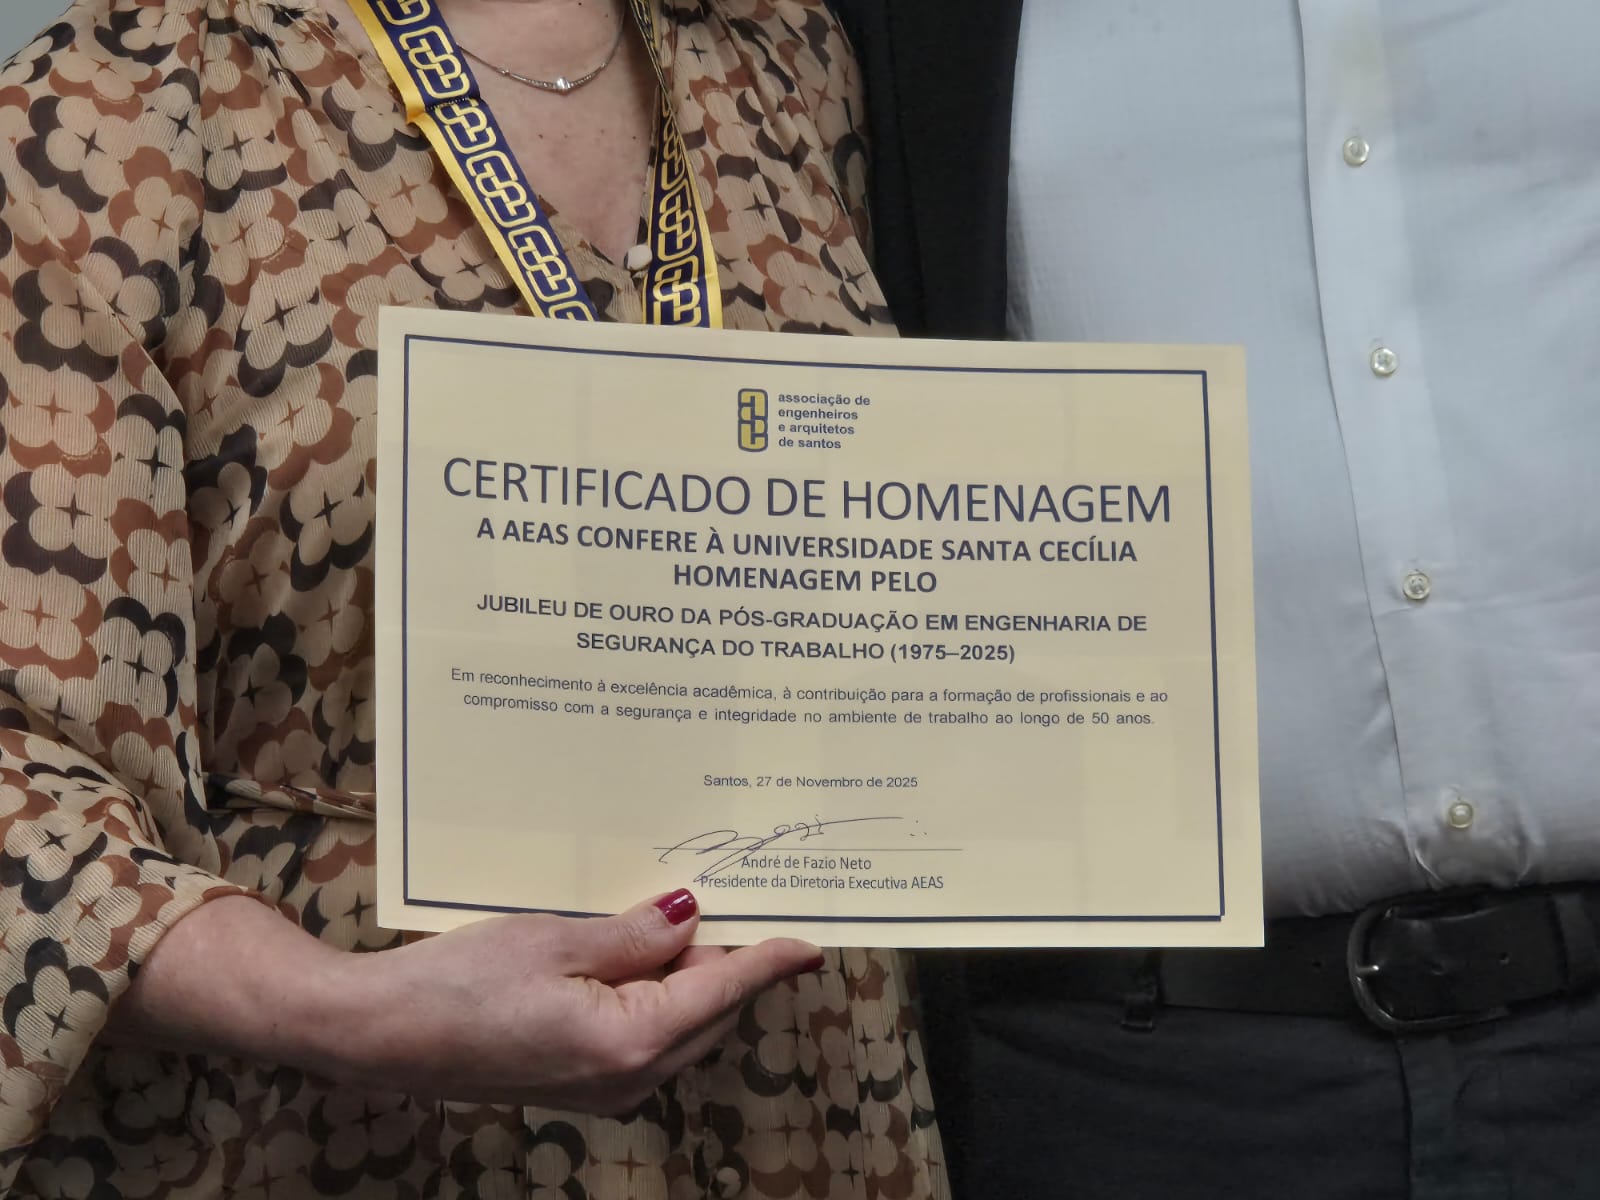 associação de
engenheiros
e arquitetos
de santos
CERTIFICADO DE HOMENAGEM
A AEAS CONFERE À UNIVERSIDADE SANTA CECÍLIA
HOMENAGEM PELO
JUBILEU DE OURO DA PÓS-GRADUAÇÃO EM ENGENHARIA DE
SEGURANÇA DO TRABALHO (1975–2025)
Em reconhecimento à excelência acadêmica, à contribuição para a formação de profissionais e ao
compromisso com a segurança e integridade no ambiente de trabalho ao longo de 50 anos.
Santos, 27 de Novembro de 2025
André de Fazio Neto
Presidente da Diretoria Executiva AEAS